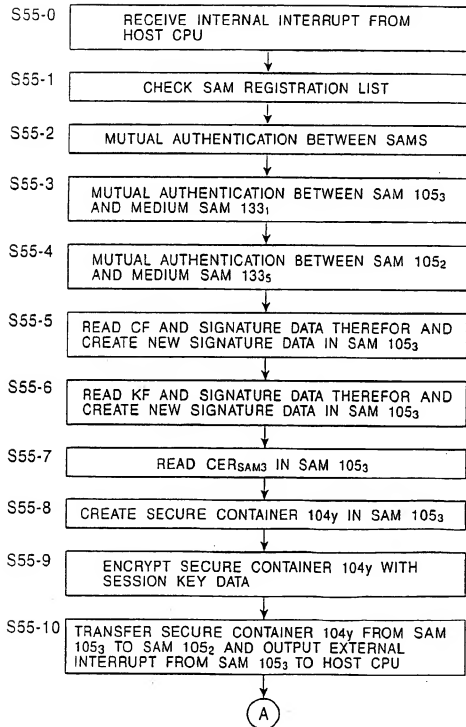 S55-0
RECEIVE INTERNAL INTERRUPT FROM
HOST CPU
S55-1
CHECK SAM REGISTRATION LIST
S55-2
MUTUAL AUTHENTICATION BETWEEN SAMS
S55-3
MUTUAL AUTHENTICATION BETWEEN SAM 105₃
AND MEDIUM SAM 133₁
S55-4
MUTUAL AUTHENTICATION BETWEEN SAM 105₂
AND MEDIUM SAM 133₅
S55-5
READ CF AND SIGNATURE DATA THEREFOR AND
CREATE NEW SIGNATURE DATA IN SAM 105₃
S55-6
READ KF AND SIGNATURE DATA THEREFOR AND
CREATE NEW SIGNATURE DATA IN SAM 105₃
S55-7
READ CER_SAM3 IN SAM 105₃
S55-8
CREATE SECURE CONTAINER 104y IN SAM 105₃
S55-9
ENCRYPT SECURE CONTAINER 104y WITH
SESSION KEY DATA
S55-10
TRANSFER SECURE CONTAINER 104y FROM SAM
105₃ TO SAM 105₂ AND OUTPUT EXTERNAL
INTERRUPT FROM SAM 105₃ TO HOST CPU
A